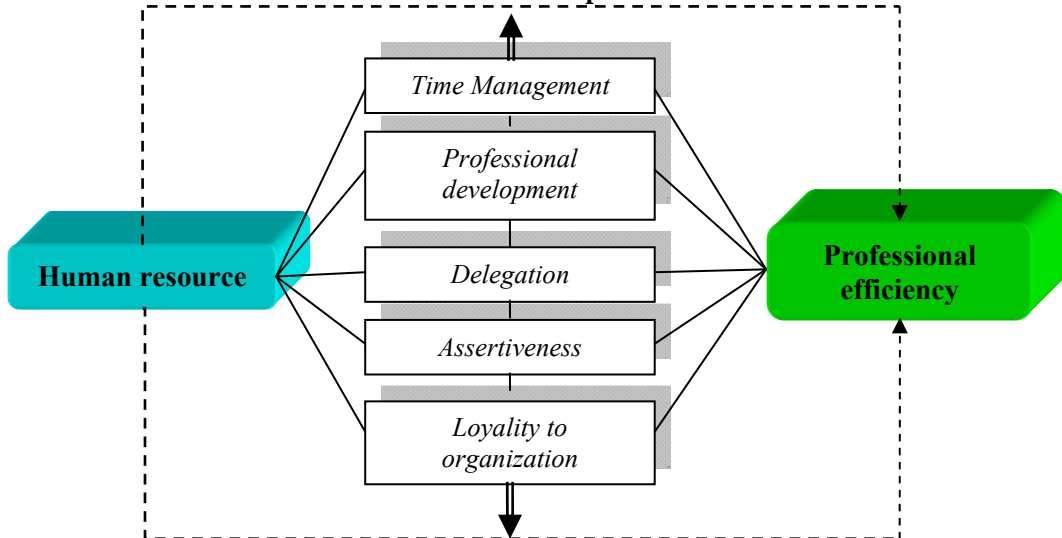 Time Management
Professional
development
Human resource
Delegation
Professional
efficiency
Assertiveness
Loyality to
organization